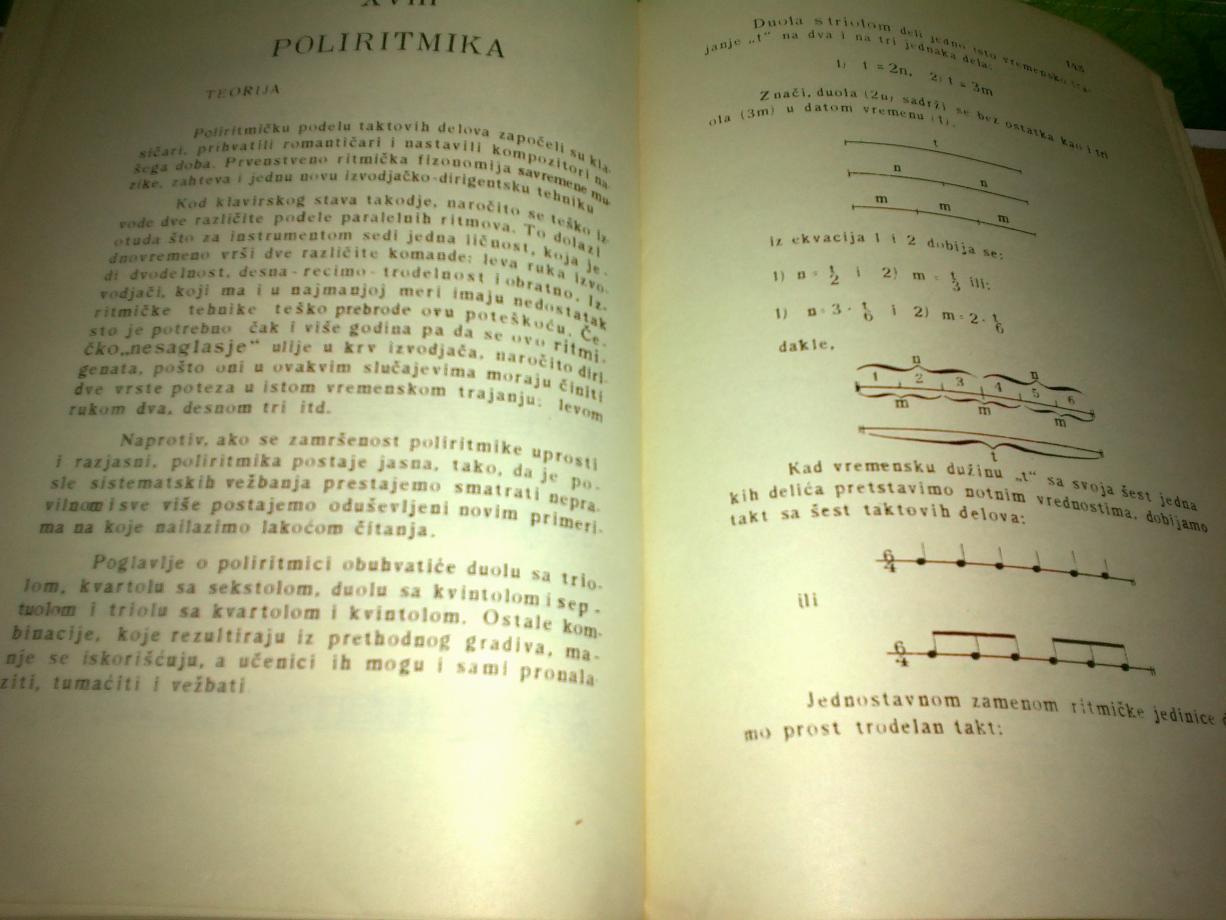 XVIII
POLIRITMIKA
TEORIJA
Poliritmičku podelu taktovih delova započeli su kla-
sičari, prihvatili romantičari i nastavili kompozitori na-
šega doba. Prvenstveno ritmička fizonomija savremene mu-
zike, zahteva i jednu novu izvodjačko-dirigentsku tehniku
Kod klavirskog stava takodje, naročito se teško iz-
vode dve različite podele paralelnih ritmova. To dolazi
otuda što za instrumentom sedi jedna ličnost, koja je-
dnovremeno vrši dve različite komande: leva ruka izvo-
di dvodelnost, desna-recimo-trodelnost i obratno. Iz-
vodjači, koji ma i u najmanjoj meri imaju nedostatak
ritmičke tehnike teško prebrode ovu poteškoću. Če-
sto je potrebno čak i više godina pa da se ovo ritmi-
čko„nesaglasje“ ulije u krv izvodjača, naročito diri-
genata, pošto oni u ovakvim slučajevima moraju činiti
dve vrste poteza u istom vremenskom trajanju: levom
rukom dva, desnom tri itd.
Naprotiv, ako se zamršenost poliritmike uprosti
i razjasni, poliritmika postaje jasna, tako, da je po-
sle sistematskih vežbanja prestajemo smatrati nepra-
vilnom i sve više postajemo oduševljeni novim primeri-
ma na koje nailazimo lakoćom čitanja.
Poglavlje o poliritmici obuhvatiće duolu sa trio-
lom, kvartolu sa sekstolom, duolu sa kvintolom i sep-
tuolom i triolu sa kvartolom i kvintolom. Ostale kom-
binacije, koje rezultiraju iz prethodnog gradiva, ma-
nje se iskorišćuju, a učenici ih mogu i sami pronala
ziti, tumačiti i vežbati
145
Duola s triolom deli jedno isto vremensko tra-
janje „t“ na dva i na tri jednaka dela:
1) t = 2n, 2) t = 3m
Znači, duola (2n) sadrži se bez ostatka kao i tri
ola (3m) u datom vremenu (t).
t
n n
m m m
iz ekvacija 1 i 2 dobija se:
1) n = t/2 i 2) m = t/3 ili:
1) n = 3 · t/6 i 2) m = 2 · t/6
dakle,
n n
1 2 3 4 5 6
m m m
t
Kad vremensku dužinu „t“ sa svoja šest jedna
kih delića pretstavimo notnim vrednostima, dobijamo
takt sa šest taktovih delova:
6/4
ili
6/4
Jednostavnom zamenom ritmičke jedinice
mo prost trodelan takt: